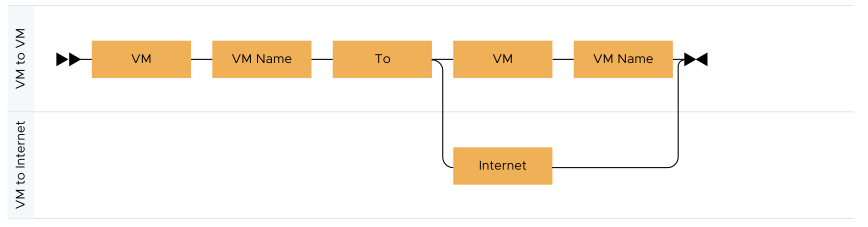 VM to VM
VM VM Name To VM VM Name
VM to Internet
Internet